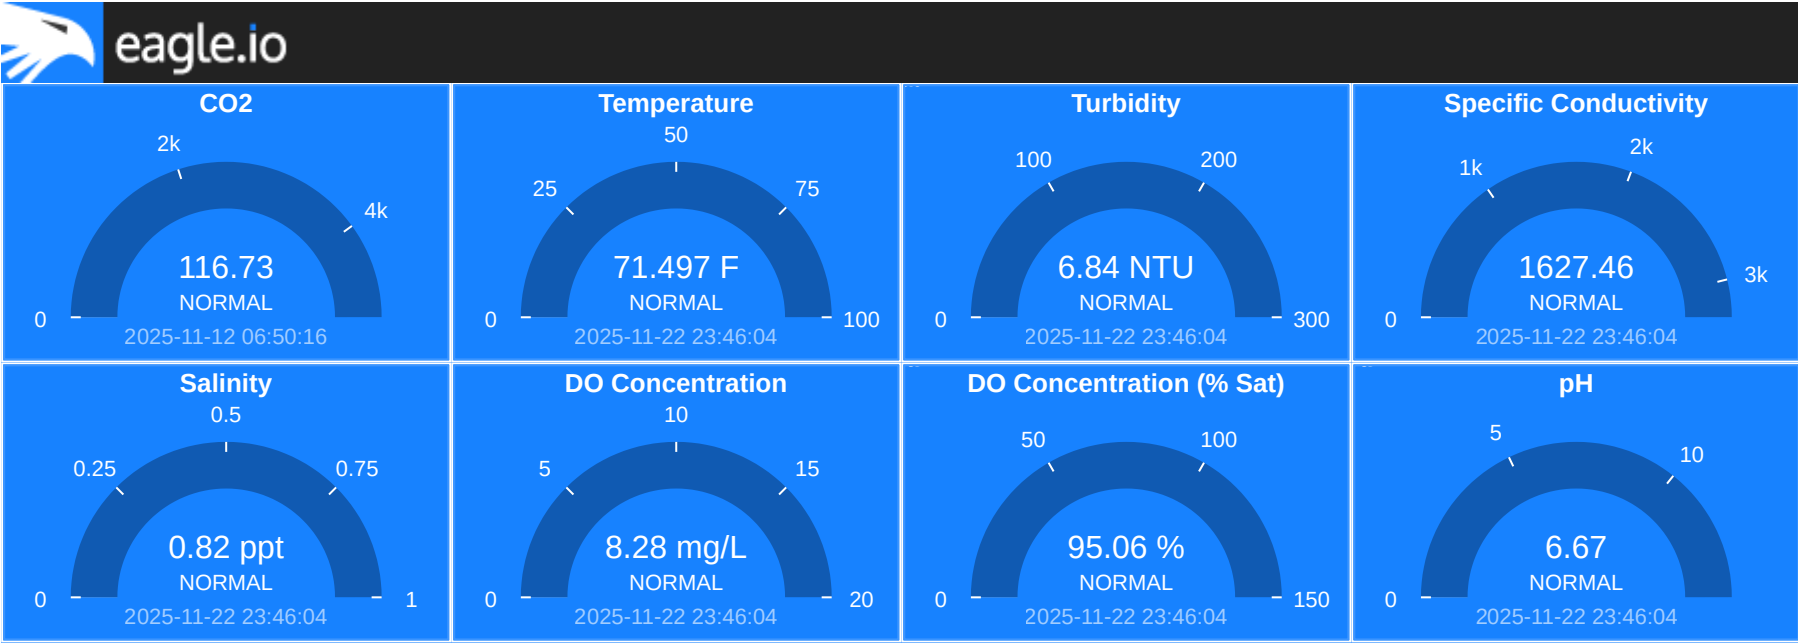 eagle.io
CO2
2k
4k
0
116.73
NORMAL
2025-11-12 06:50:16
Temperature
50
25
75
0
100
71.497 F
NORMAL
2025-11-22 23:46:04
Turbidity
100
200
0
300
6.84 NTU
NORMAL
2025-11-22 23:46:04
Specific Conductivity
2k
1k
3k
0
1627.46
NORMAL
2025-11-22 23:46:04
Salinity
0.5
0.25
0.75
0
1
0.82 ppt
NORMAL
2025-11-22 23:46:04
DO Concentration
10
5
15
0
20
8.28 mg/L
NORMAL
2025-11-22 23:46:04
DO Concentration (% Sat)
50
100
0
150
95.06 %
NORMAL
2025-11-22 23:46:04
pH
5
10
0
6.67
NORMAL
2025-11-22 23:46:04